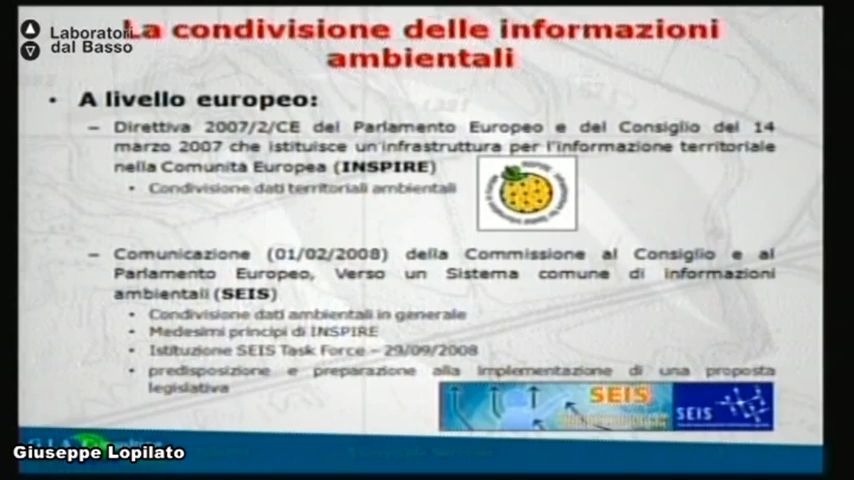 Laboratori
dal Basso
La condivisione delle informazioni
ambientali
• A livello europeo:
– Direttiva 2007/2/CE del Parlamento Europeo e del Consiglio del 14
marzo 2007 che istituisce un'infrastruttura per l'informazione territoriale
nella Comunità Europea (INSPIRE)
• Condivisione dati territoriali ambientali
– Comunicazione (01/02/2008) della Commissione al Consiglio e al
Parlamento Europeo, Verso un Sistema comune di informazioni
ambientali (SEIS)
• Condivisione dati ambientali in generale
• Medesimi principi di INSPIRE
• Istituzione SEIS Task Force – 29/09/2008
• predisposizione e preparazione alla implementazione di una proposta
legislativa
SEIS
SEIS
Giuseppe Lopilato